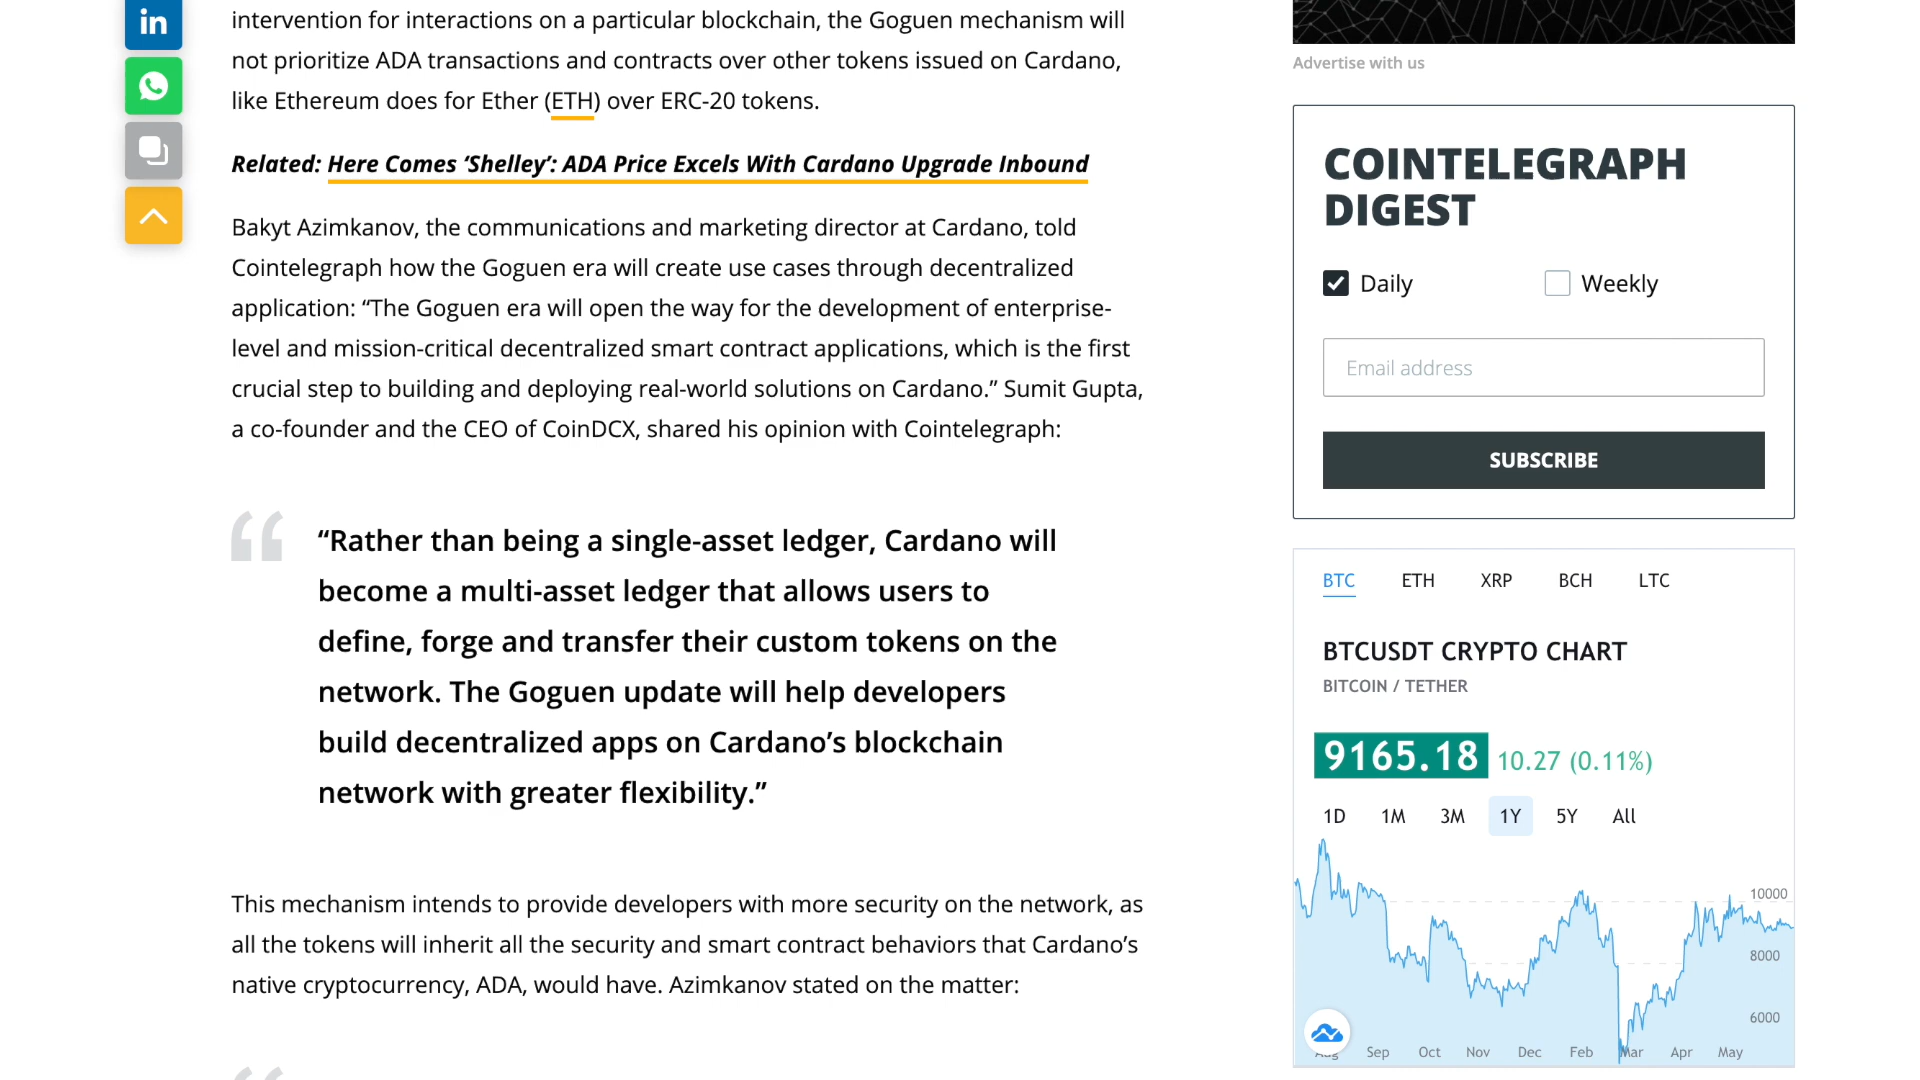 in
intervention for interactions on a particular blockchain, the Goguen mechanism will
not prioritize ADA transactions and contracts over other tokens issued on Cardano,
like Ethereum does for Ether (ETH) over ERC-20 tokens.
Related: Here Comes ‘Shelley’: ADA Price Excels With Cardano Upgrade Inbound
Bakyt Azimkanov, the communications and marketing director at Cardano, told
Cointelegraph how the Goguen era will create use cases through decentralized
application: “The Goguen era will open the way for the development of enterprise-
level and mission-critical decentralized smart contract applications, which is the first
crucial step to building and deploying real-world solutions on Cardano.” Sumit Gupta,
a co-founder and the CEO of CoinDCX, shared his opinion with Cointelegraph:
“Rather than being a single-asset ledger, Cardano will
become a multi-asset ledger that allows users to
define, forge and transfer their custom tokens on the
network. The Goguen update will help developers
build decentralized apps on Cardano’s blockchain
network with greater flexibility.”
This mechanism intends to provide developers with more security on the network, as
all the tokens will inherit all the security and smart contract behaviors that Cardano’s
native cryptocurrency, ADA, would have. Azimkanov stated on the matter:
Advertise with us
COINTELEGRAPH
DIGEST
Daily Weekly
Email address
SUBSCRIBE
BTC ETH XRP BCH LTC
BTCUSDT CRYPTO CHART
BITCOIN / TETHER
9165.18 10.27 (0.11%)
1D 1M 3M 1Y 5Y All
10000
8000
6000
Aug Sep Oct Nov Dec Feb Mar Apr May